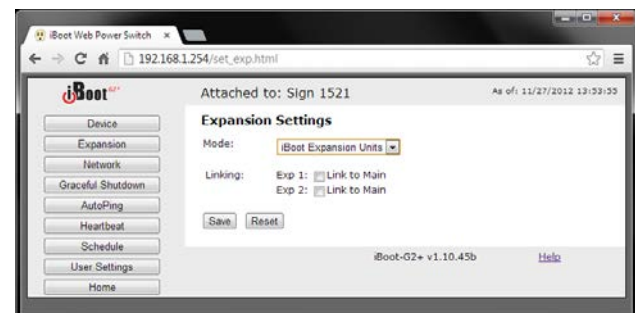 iBoot Web Power Switch
192.168.1.254/set_exp.html
iBoot G2+
Attached to: Sign 1521
As of: 11/27/2012 13:53:55
Device
Expansion
Network
Graceful Shutdown
AutoPing
Heartbeat
Schedule
User Settings
Home
Expansion Settings
Mode: iBoot Expansion Units
Linking: Exp 1: Link to Main
Exp 2: Link to Main
Save Reset
iBoot-G2+ v1.10.45b Help